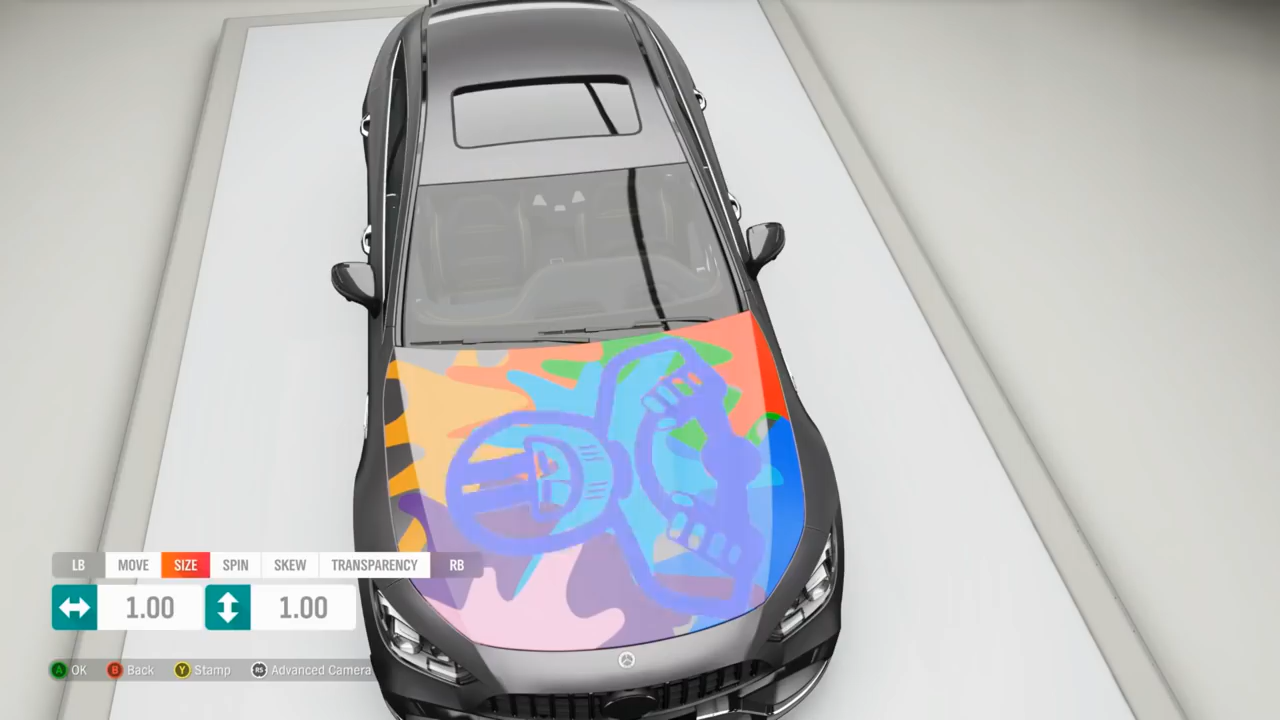 LB MOVE SIZE SPIN SKEW TRANSPARENCY RB
1.00 1.00
A OK B Back Y Stamp RS Advanced Camera